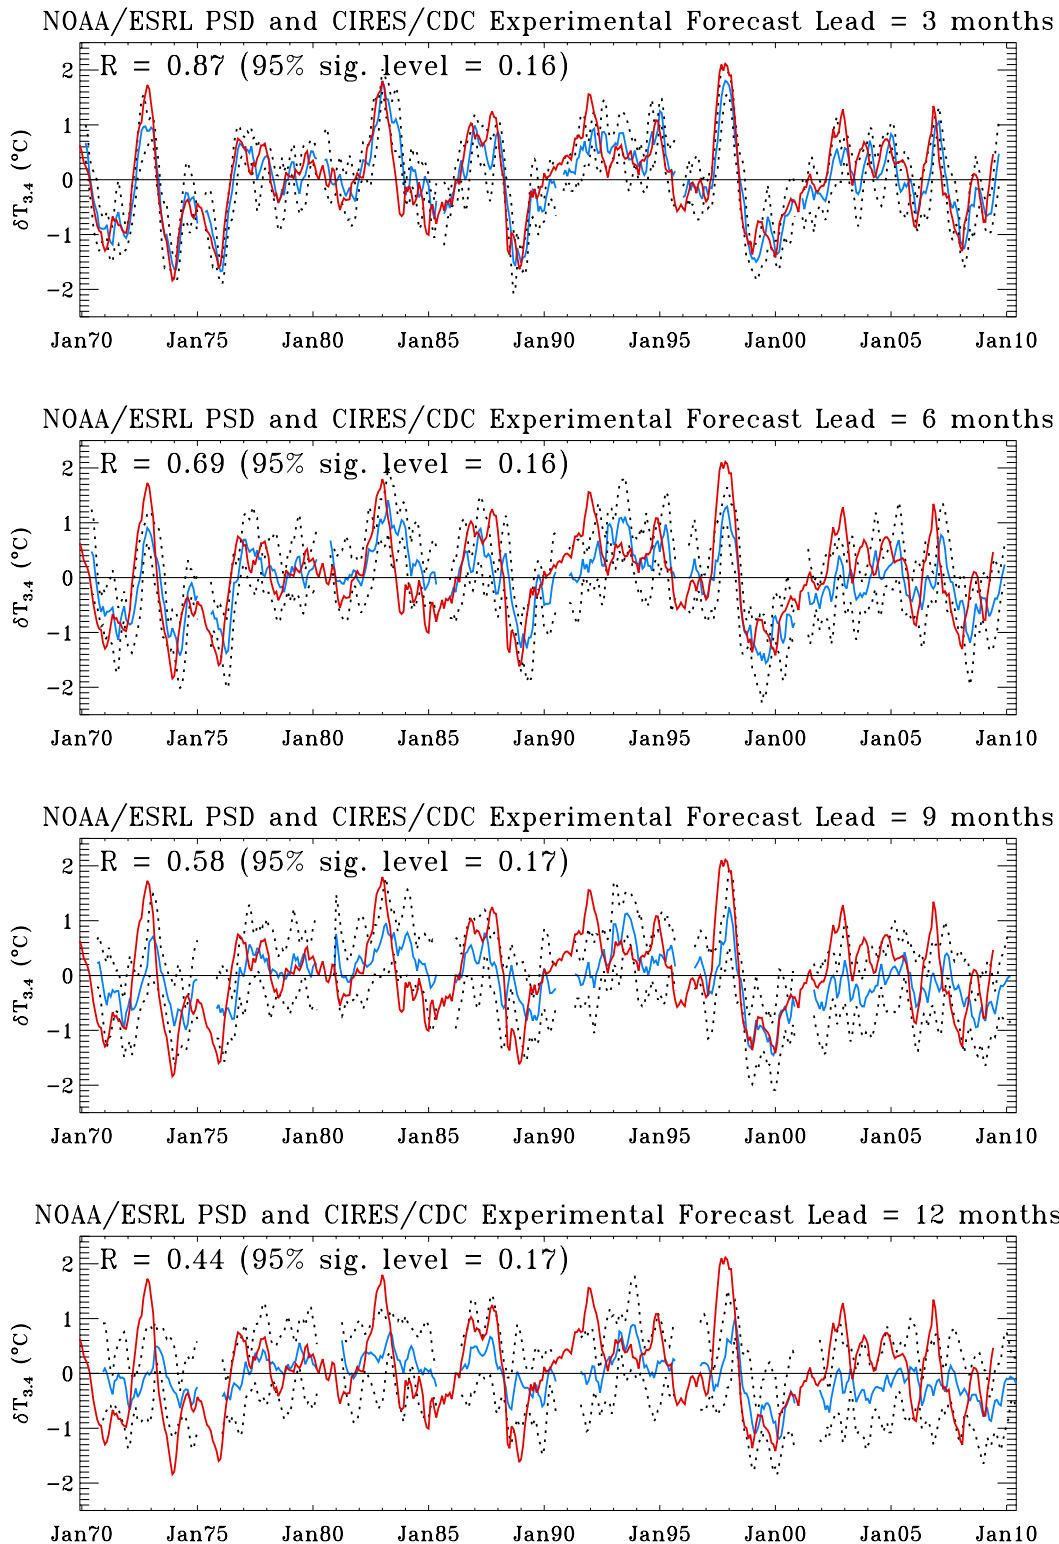 NOAA/ESRL PSD and CIRES/CDC Experimental Forecast Lead = 3 months
R = 0.87 (95% sig. level = 0.16)
2
1
0
−1
−2
δT3.4 (°C)
Jan70 Jan75 Jan80 Jan85 Jan90 Jan95 Jan00 Jan05 Jan10
NOAA/ESRL PSD and CIRES/CDC Experimental Forecast Lead = 6 months
R = 0.69 (95% sig. level = 0.16)
2
1
0
−1
−2
δT3.4 (°C)
Jan70 Jan75 Jan80 Jan85 Jan90 Jan95 Jan00 Jan05 Jan10
NOAA/ESRL PSD and CIRES/CDC Experimental Forecast Lead = 9 months
R = 0.58 (95% sig. level = 0.17)
2
1
0
−1
−2
δT3.4 (°C)
Jan70 Jan75 Jan80 Jan85 Jan90 Jan95 Jan00 Jan05 Jan10
NOAA/ESRL PSD and CIRES/CDC Experimental Forecast Lead = 12 months
R = 0.44 (95% sig. level = 0.17)
2
1
0
−1
−2
δT3.4 (°C)
Jan70 Jan75 Jan80 Jan85 Jan90 Jan95 Jan00 Jan05 Jan10